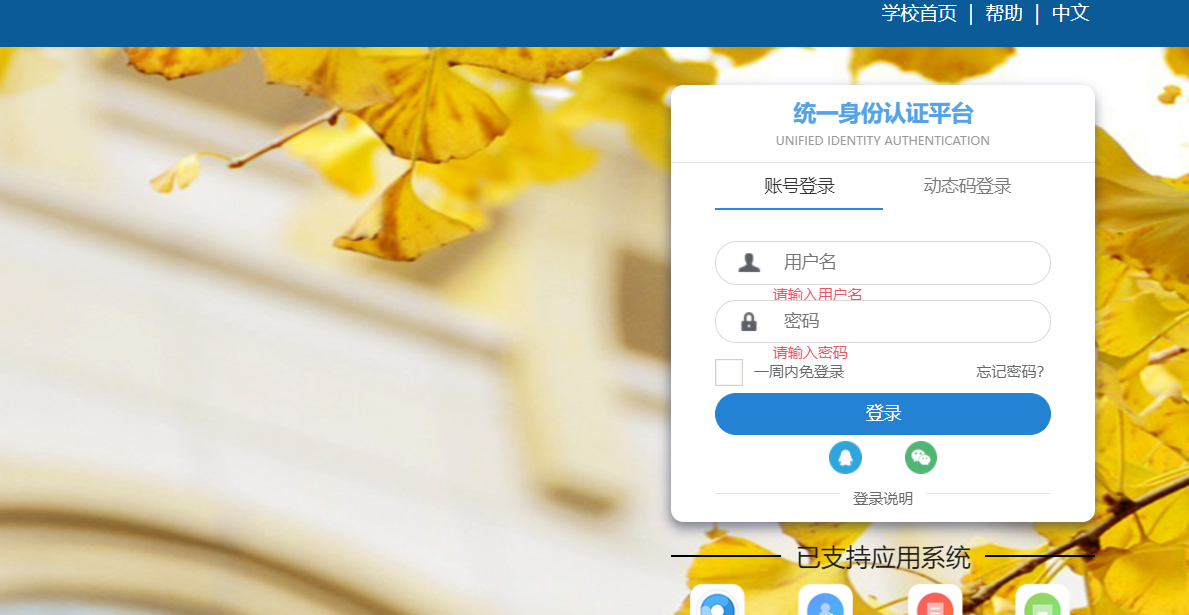 学校首页 | 帮助 | 中文
统一身份认证平台
UNIFIED IDENTITY AUTHENTICATION
账号登录 动态码登录
用户名
请输入用户名
密码
请输入密码
一周内免登录 忘记密码?
登录
登录说明
已支持应用系统